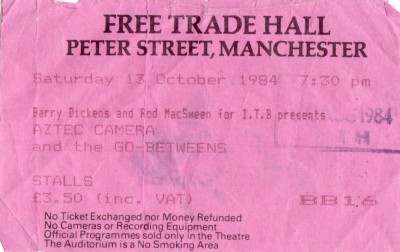 FREE TRADE HALL
PETER STREET, MANCHESTER
Saturday 13 October 1984 7:30 pm
Barry Dickens and Rod MacSween for I.T.B presents
AZTEC CAMERA
1984
and the GO-BETWEENS
STALLS
£3.50 (inc. VAT) BB16
No Ticket Exchanged nor Money Refunded
No Cameras or Recording Equipment
Official Programmes sold only in the Theatre
The Auditorium is a No Smoking Area